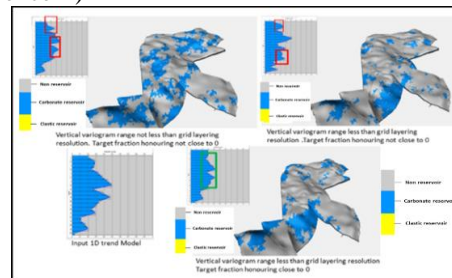 Non reservoir
Carbonate reservoir
Elastic reservoir
Vertical variogram range not less than grid layering
resolution. Target fraction honouring not close to 0
Non reservoir
Carbonate reservoir
Clastic reservoir
Vertical variogram range less than grid layering
resolution .Target fraction honouring not close to 0
Input 1D trend Model
Non reservoir
Carbonate reservoir
Clastic reservoir
Non reservoir
Carbonate reservoir
Clastic reservoir
Vertical variogram range less than grid layering resolution
Target fraction honouring close to 0